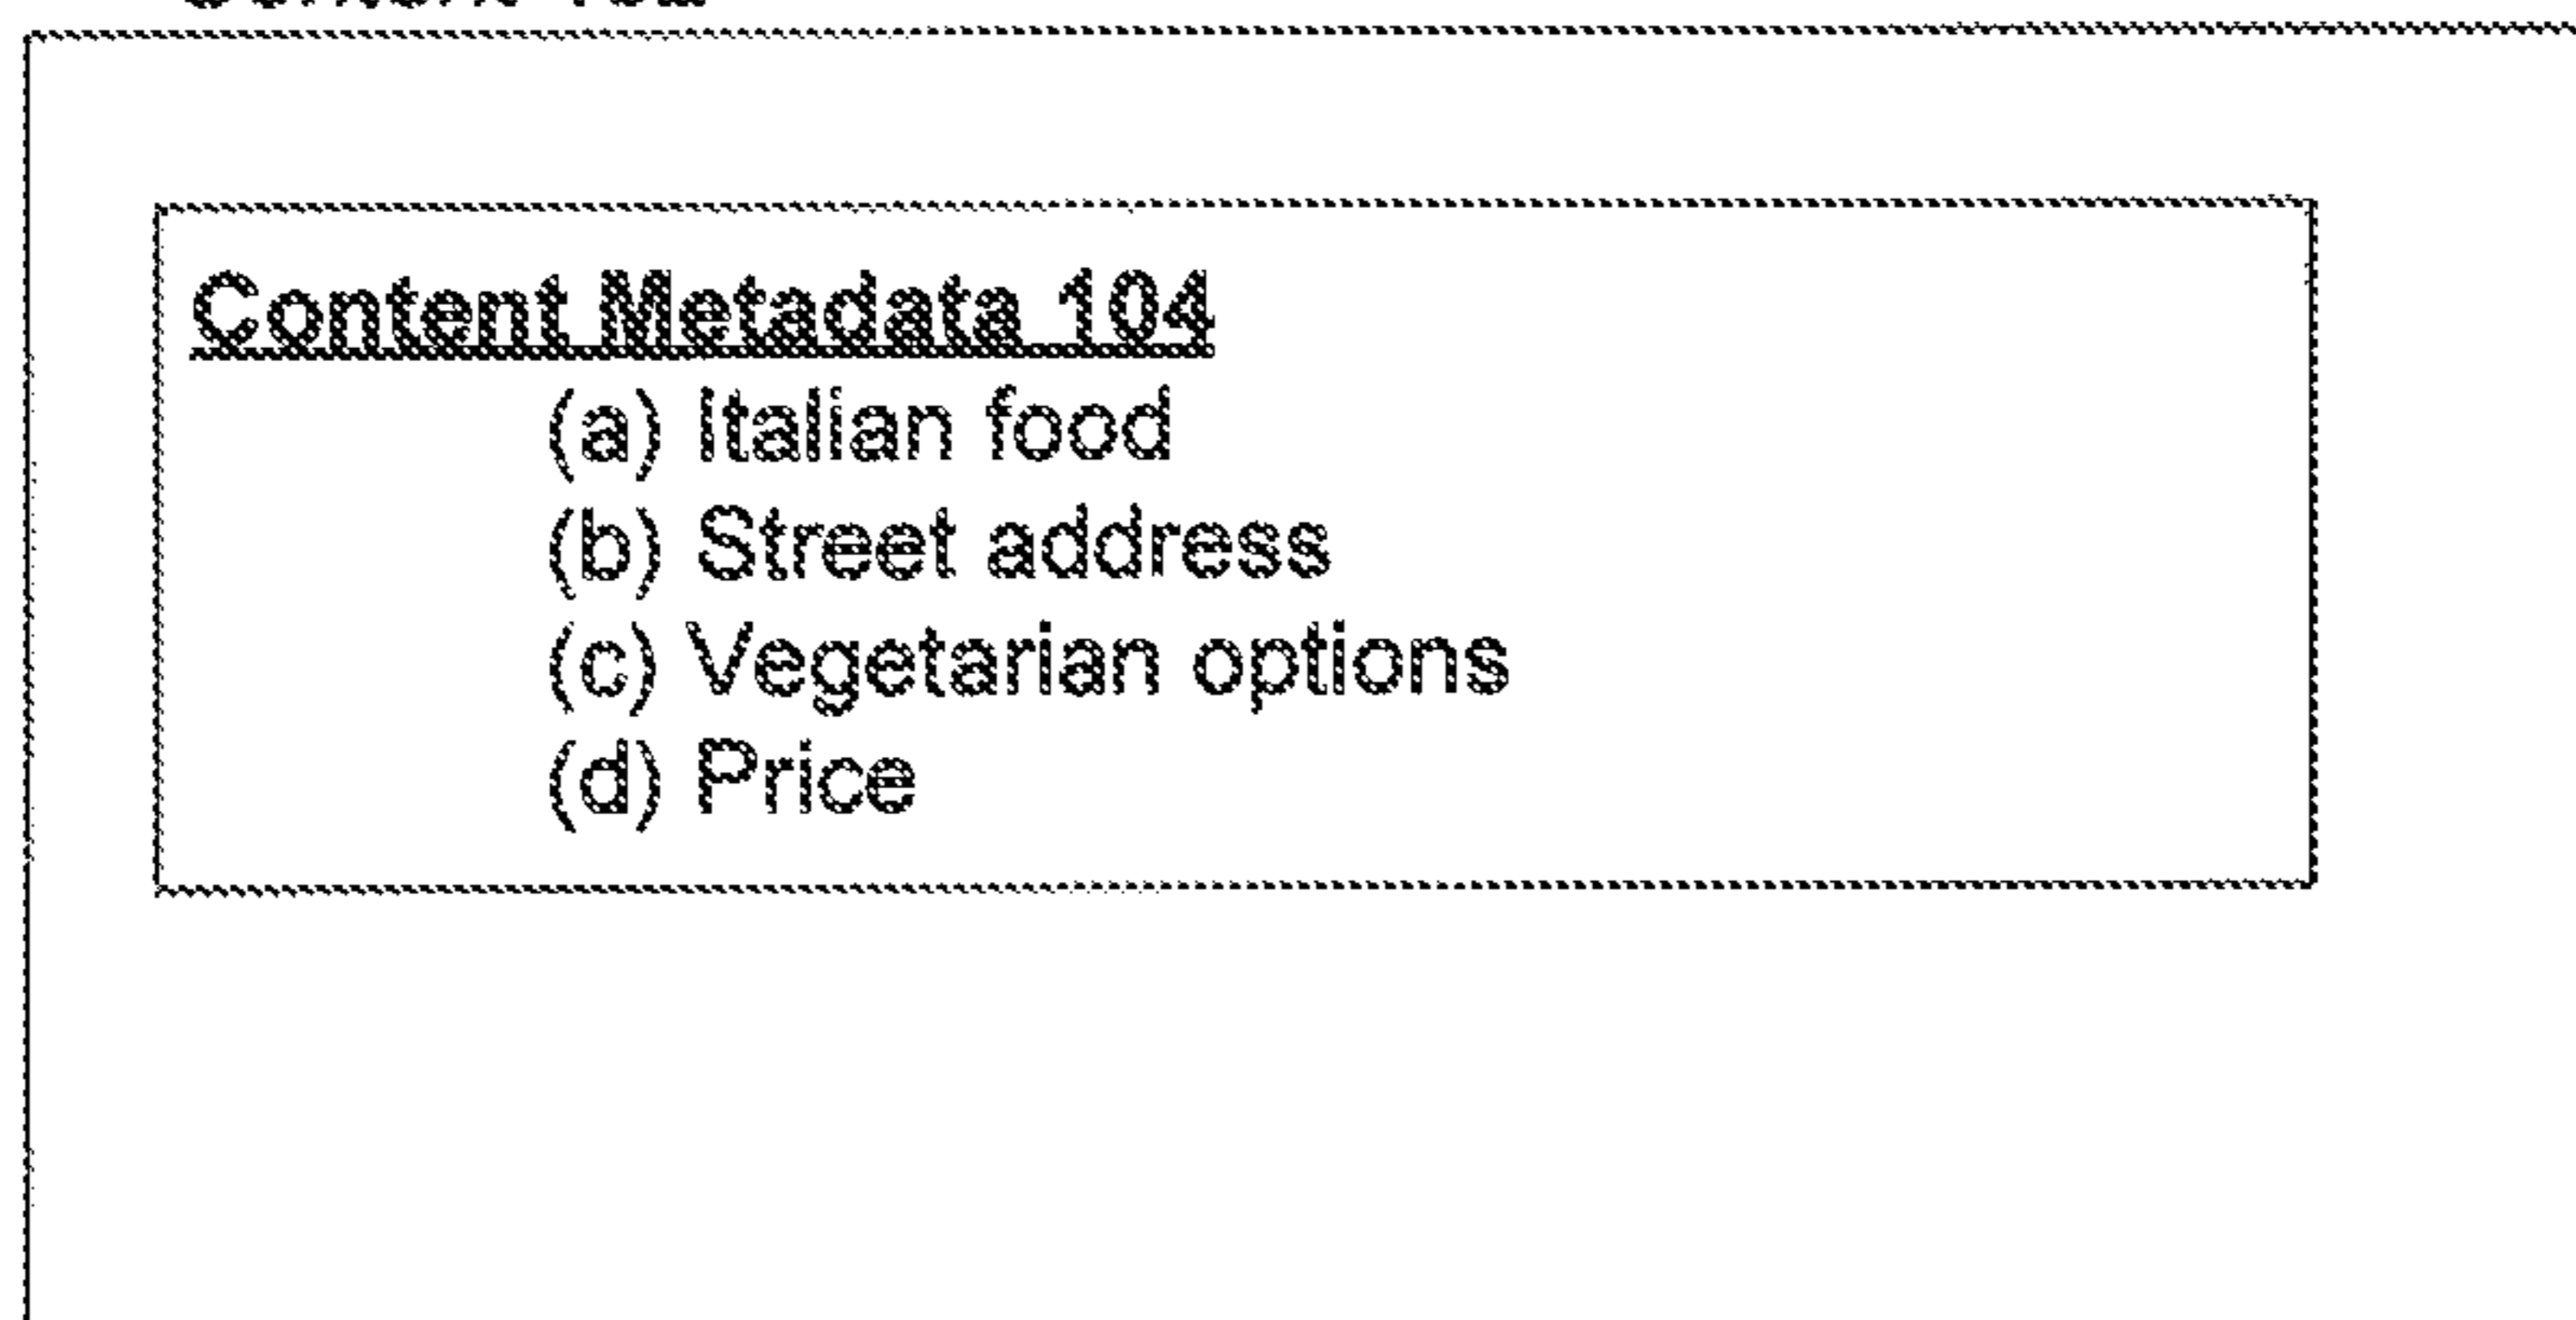 Content Metadata 104
(a) Italian food
(b) Street address
(c) Vegetarian options
(d) Price